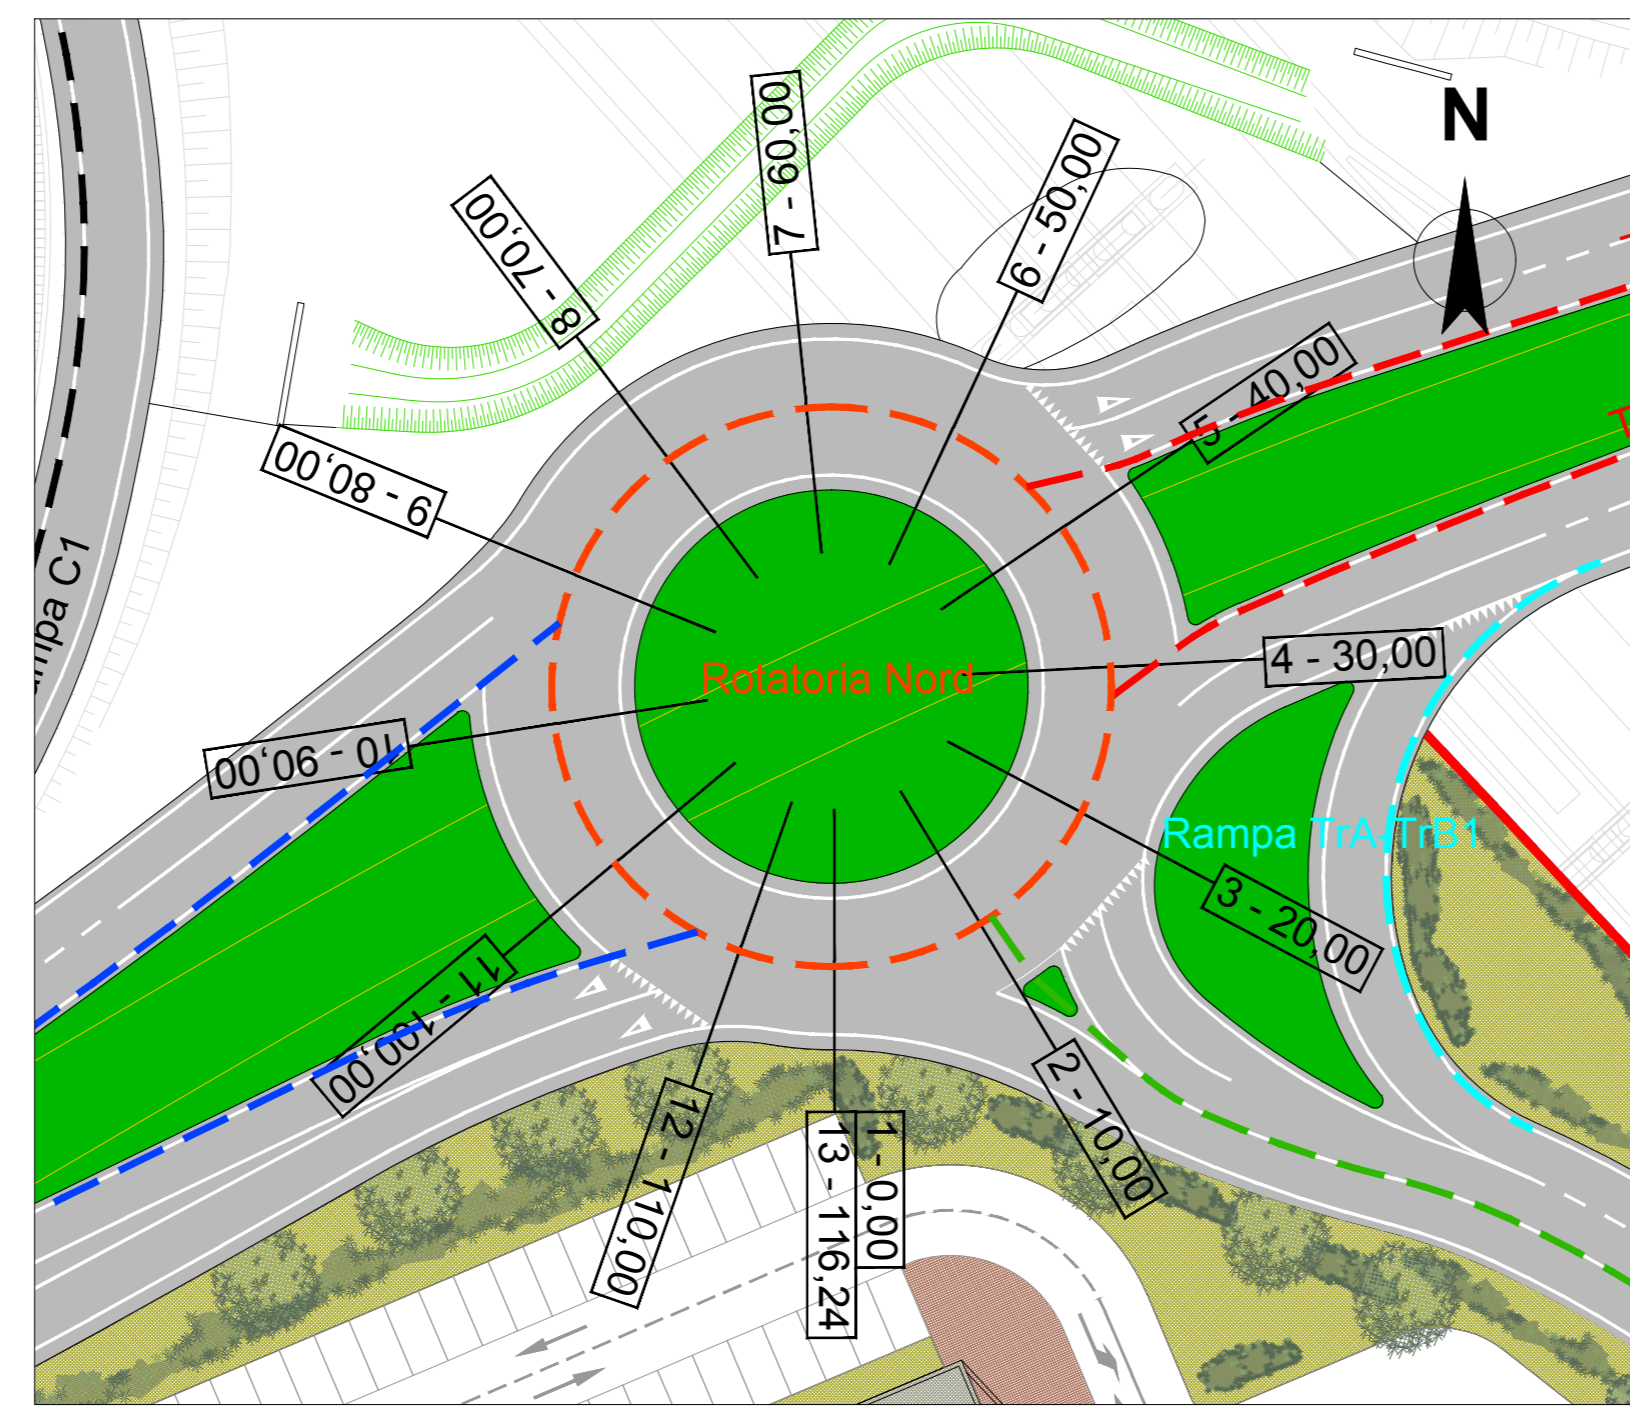 N
7 - 60,00
6 - 50,00
8 - 70,00
5 - 40,00
9 - 80,00
ampa C1
4 - 30,00
Rotatoria Nord
10 - 90,00
Rampa TrA-TrB1
3 - 20,00
11 - 100,00
2 - 10,00
12 - 110,00
1 - 0,00
13 - 116,24